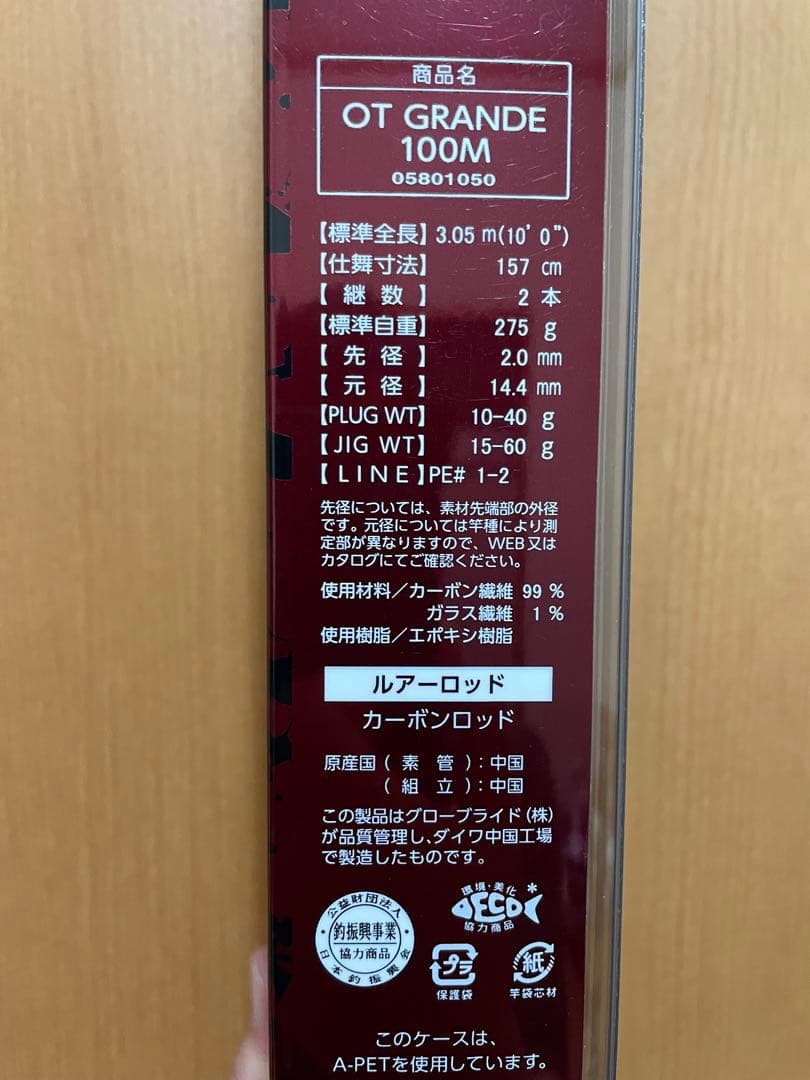 商品名
OT GRANDE
100M
05801050
【標準全長】3.05 m(10' 0")
【仕舞寸法】 157 cm
【 継 数 】 2 本
【標準自重】 275 g
【 先 径 】 2.0 mm
【 元 径 】 14.4 mm
【PLUG WT】 10-40 g
【JIG WT】 15-60 g
【LINE】PE# 1-2
先径については、素材先端部の外径
です。元径については竿種により測
定部が異なりますので、WEB又は
カタログにてご確認ください。
使用材料/カーボン繊維 99 %
ガラス繊維 1 %
使用樹脂/エポキシ樹脂
ルアーロッド
カーボンロッド
原産国 ( 素 管 ) : 中国
( 組 立 ) : 中国
この製品はグローブライド(株)
が品質管理し、ダイワ中国工場
で製造したものです。
公益財団法人
釣振興事業
協力商品
日本釣振興会
環境・美化*
ECO
協力商品
プラ
保護袋
紙
竿袋芯材
このケースは、
A-PETを使用しています。